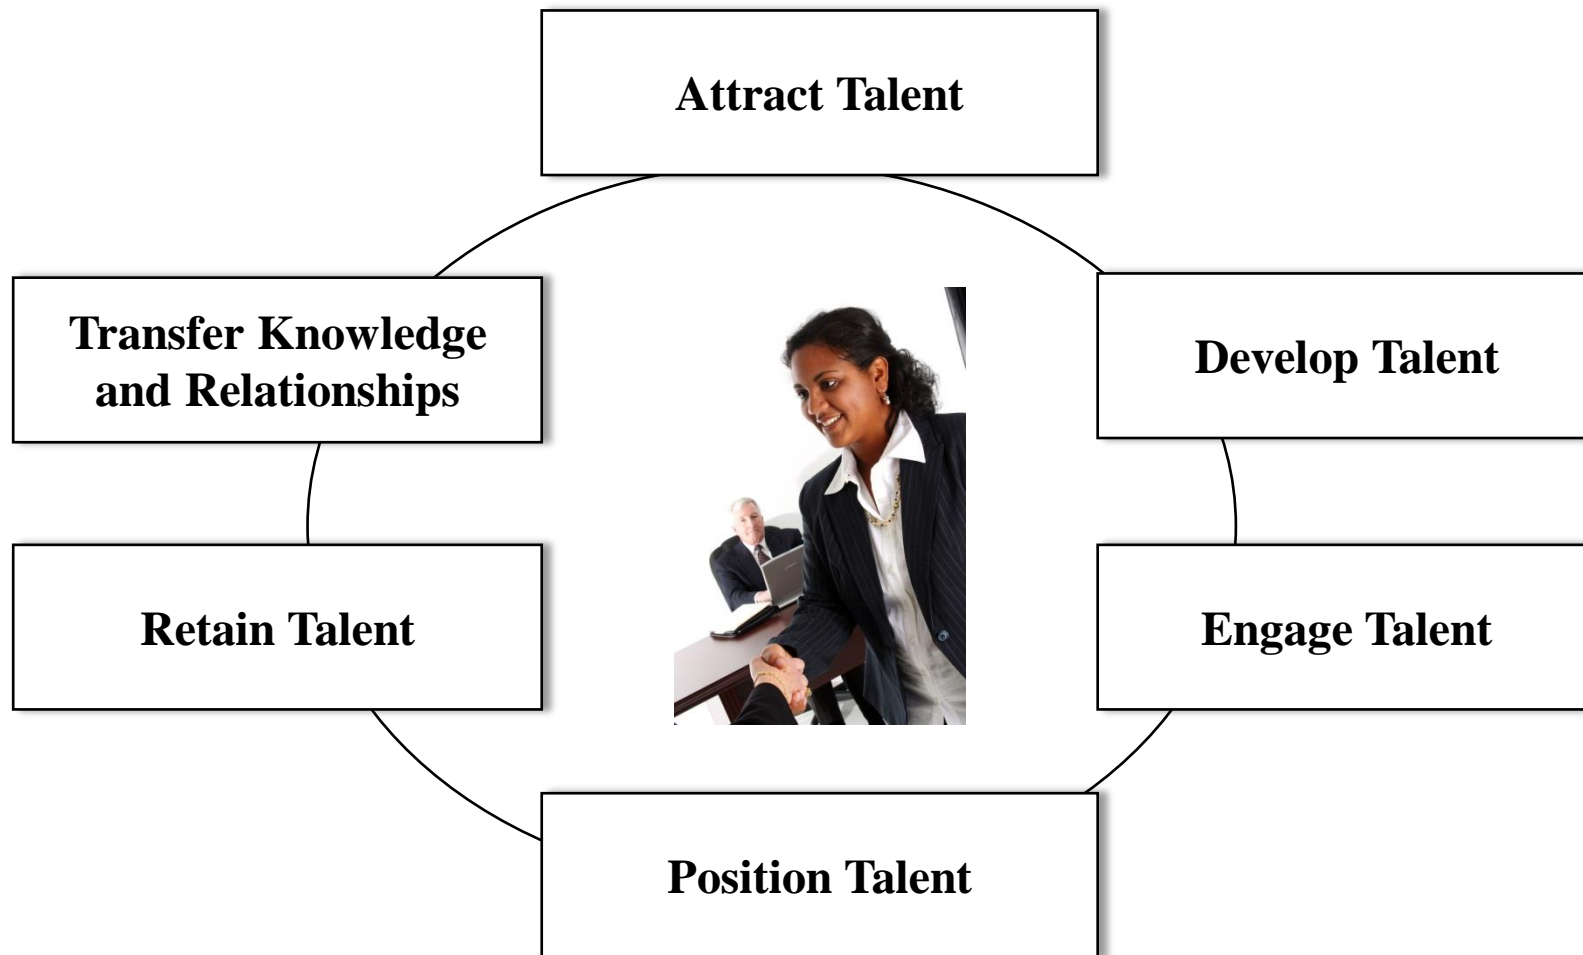 Attract Talent
Transfer Knowledge
and Relationships
Develop Talent
Retain Talent
Engage Talent
Position Talent